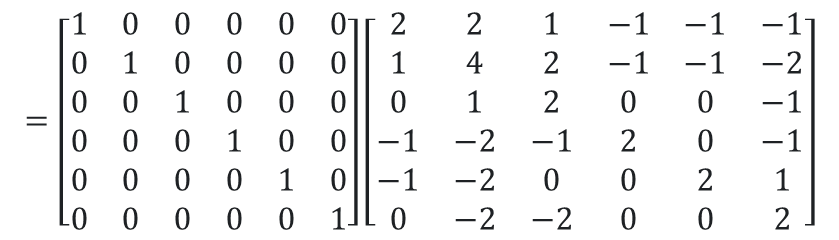 1 0 0 0 0 0 2 2 1 −1 −1 −1
0 1 0 0 0 0 1 4 2 −1 −1 −2
0 0 1 0 0 0 0 1 2 0 0 −1
=
0 0 0 1 0 0 −1 −2 −1 2 0 −1
0 0 0 0 1 0 −1 −2 0 0 2 1
0 0 0 0 0 1 0 −2 −2 0 0 2